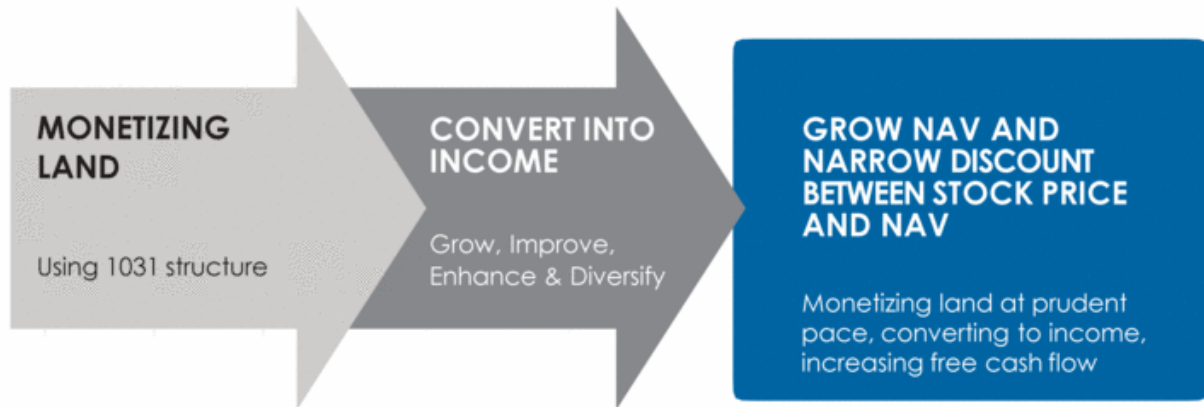 MONETIZING
LAND
Using 1031 structure
CONVERT INTO
INCOME
Grow, Improve,
Enhance & Diversify
GROW NAV AND
NARROW DISCOUNT
BETWEEN STOCK PRICE
AND NAV
Monetizing land at prudent
pace, converting to income,
increasing free cash flow